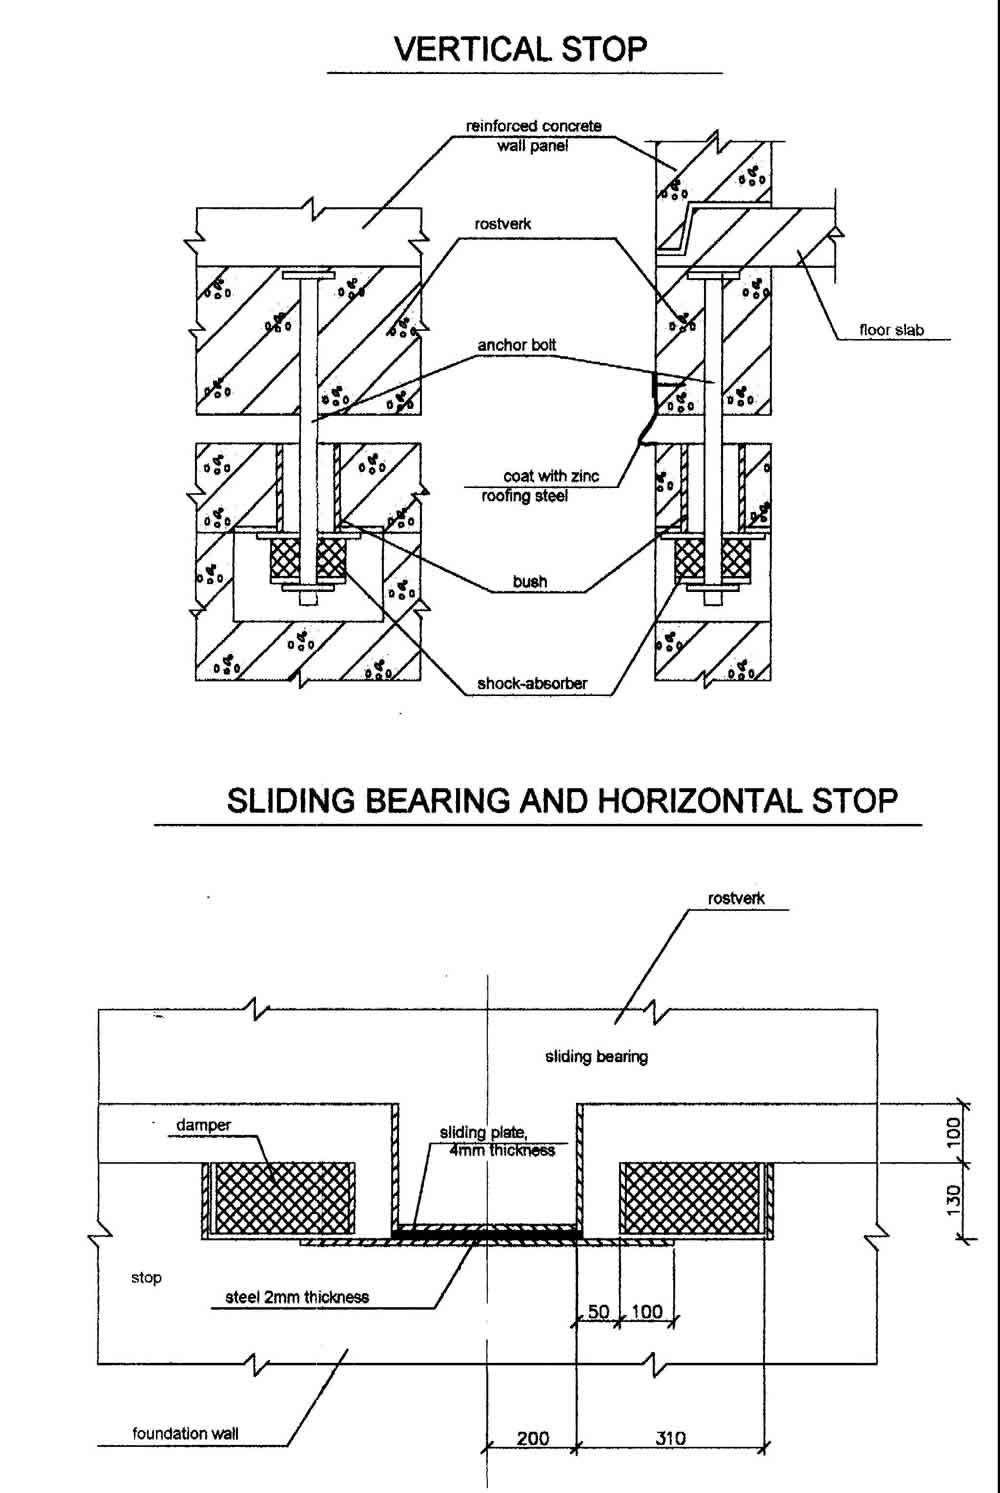 VERTICAL STOP
reinforced concrete
wall panel
rostverk
floor slab
anchor bolt
coat with zinc
roofing steel
bush
shock-absorber
SLIDING BEARING AND HORIZONTAL STOP
rostverk
sliding bearing
damper
sliding plate,
4mm thickness
100
130
stop
steel 2mm thickness
50 100
foundation wall
200 310